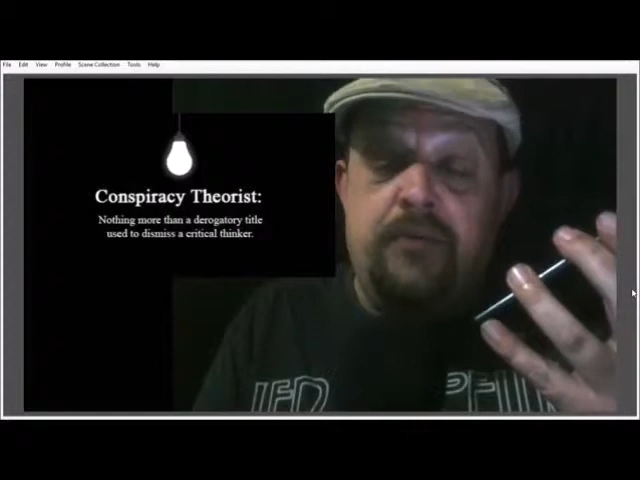 File Edit View Profile Scene Collection Tools Help
Conspiracy Theorist:
Nothing more than a derogatory title
used to dismiss a critical thinker.